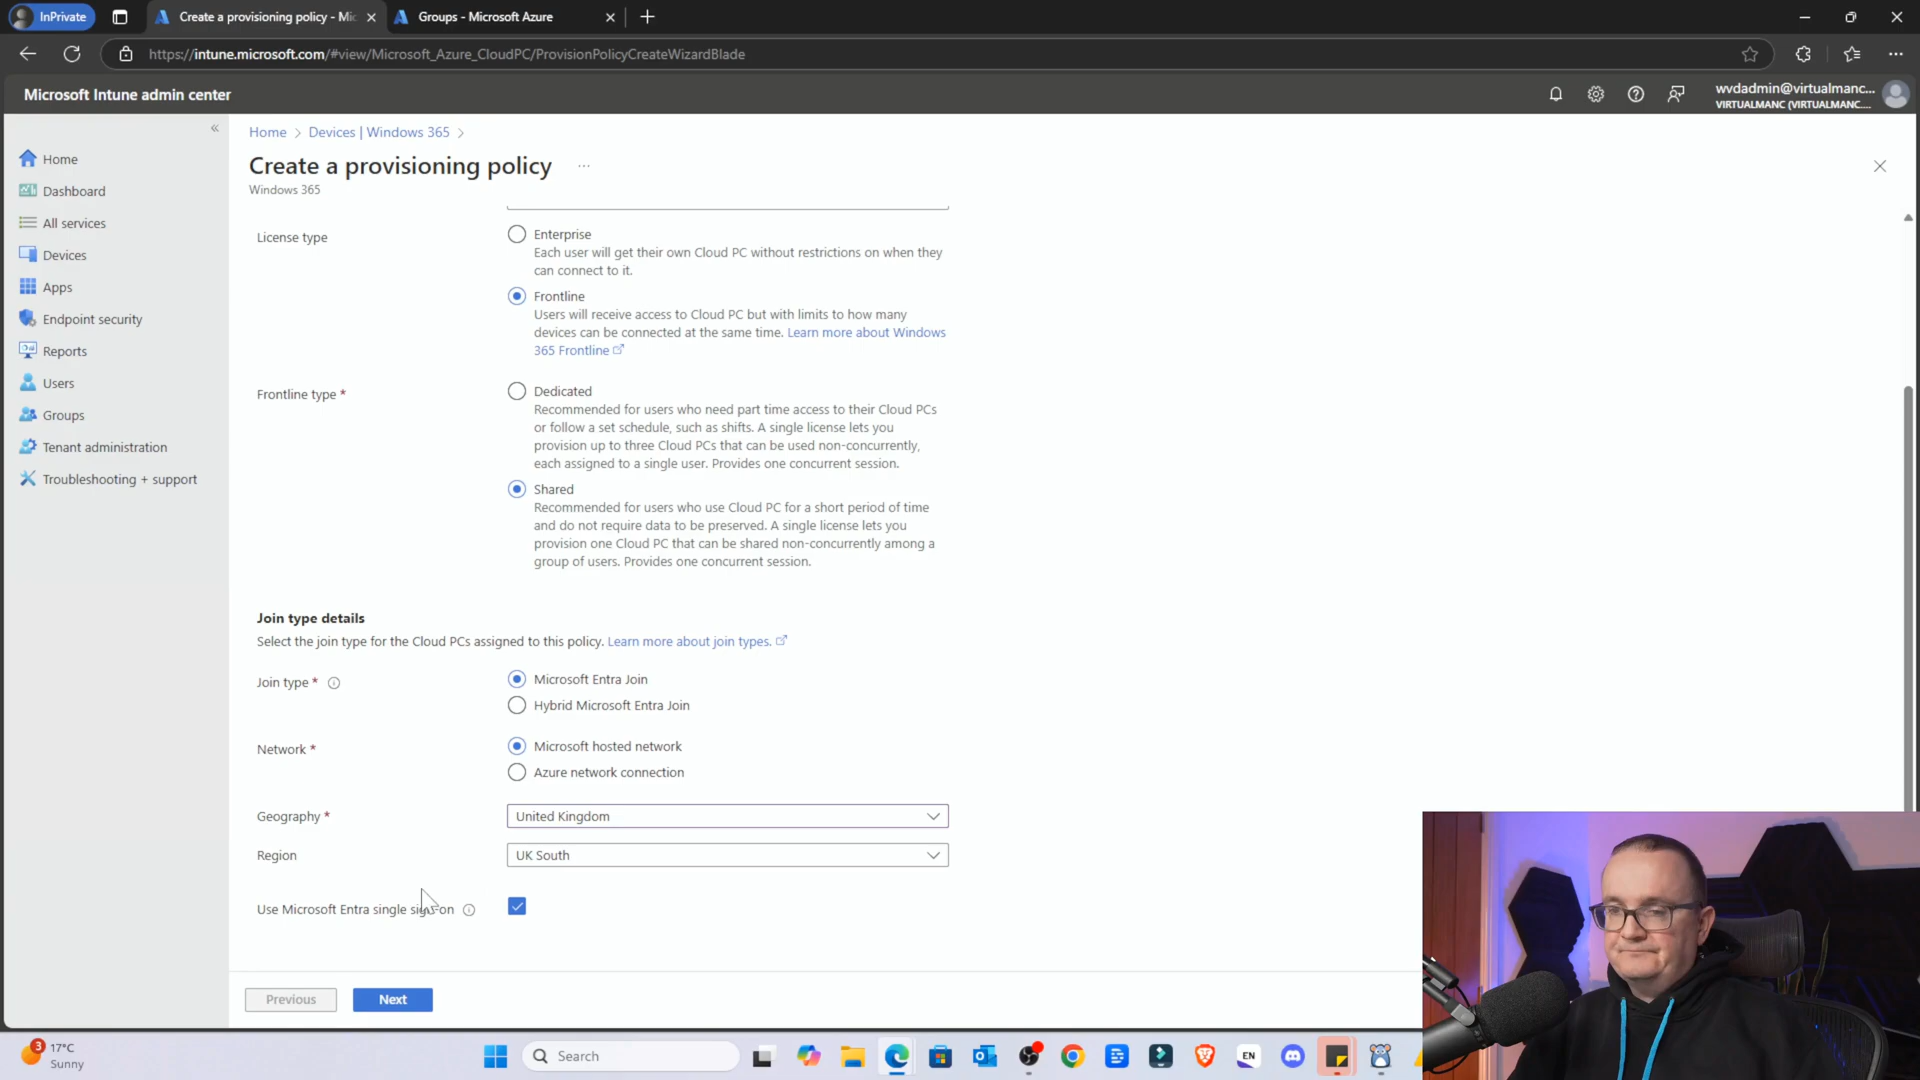 InPrivate
Create a provisioning policy - Mic
Groups - Microsoft Azure
https://intune.microsoft.com/#view/Microsoft_Azure_CloudPC/ProvisionPolicyCreateWizardBlade
Microsoft Intune admin center
wvdadmin@virtualmanc...
VIRTUALMANC (VIRTUALMANC....
Home
Dashboard
All services
Devices
Apps
Endpoint security
Reports
Users
Groups
Tenant administration
Troubleshooting + support
Home > Devices | Windows 365 >
Create a provisioning policy ...
Windows 365
License type
Enterprise
Each user will get their own Cloud PC without restrictions on when they
can connect to it.
Frontline
Users will receive access to Cloud PC but with limits to how many
devices can be connected at the same time. Learn more about Windows
365 Frontline
Frontline type *
Dedicated
Recommended for users who need part time access to their Cloud PCs
or follow a set schedule, such as shifts. A single license lets you
provision up to three Cloud PCs that can be used non-concurrently,
each assigned to a single user. Provides one concurrent session.
Shared
Recommended for users who use Cloud PC for a short period of time
and do not require data to be preserved. A single license lets you
provision one Cloud PC that can be shared non-concurrently among a
group of users. Provides one concurrent session.
Join type details
Select the join type for the Cloud PCs assigned to this policy. Learn more about join types.
Join type *
Microsoft Entra Join
Hybrid Microsoft Entra Join
Network *
Microsoft hosted network
Azure network connection
Geography *
United Kingdom
Region
UK South
Use Microsoft Entra single sign-on
Previous
Next
3
17°C
Sunny
Search
EN